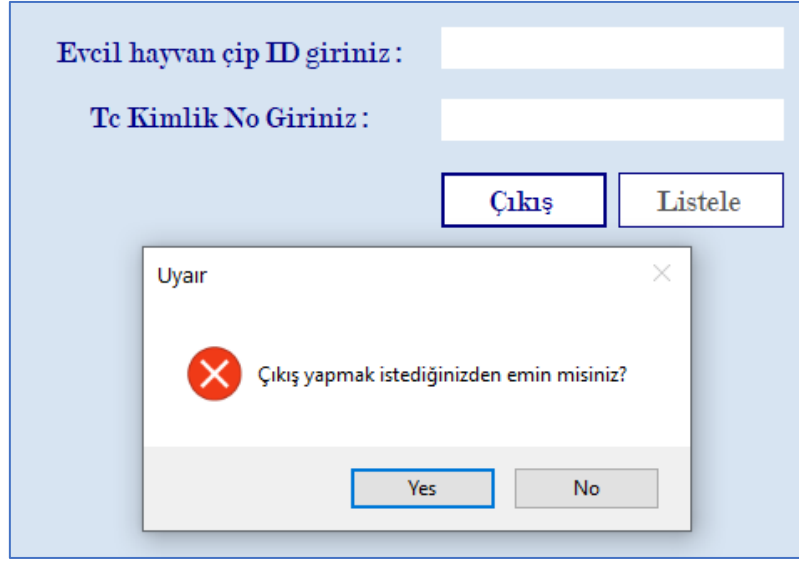 Evcil hayvan çip ID giriniz :
Tc Kimlik No Giriniz :
Çıkış
Listele
Uyaır
Çıkış yapmak istediğinizden emin misiniz?
Yes
No